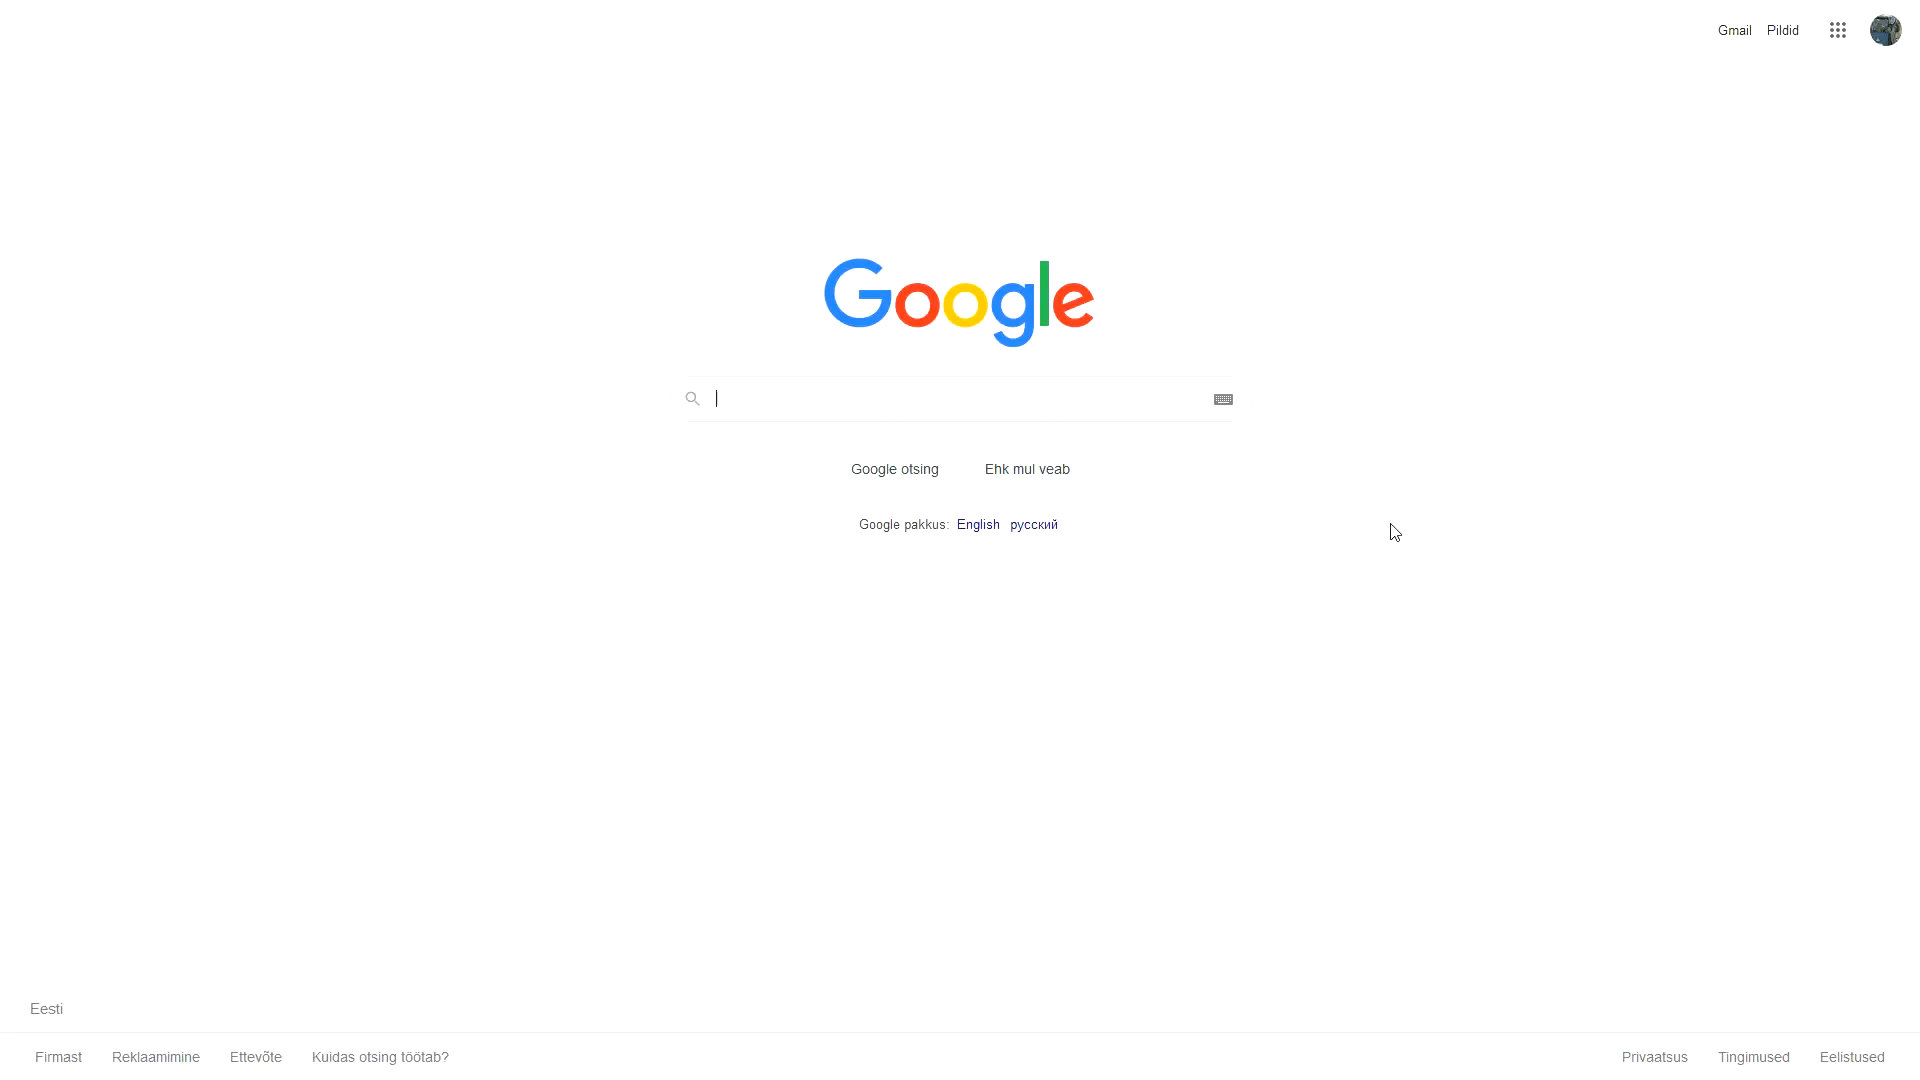 Gmail Pildid
Google
Google otsing Ehk mul veab
Google pakkus: English русский
Eesti
Firmast Reklaamimine Ettevõte Kuidas otsing töötab? Privaatsus Tingimused Eelistused